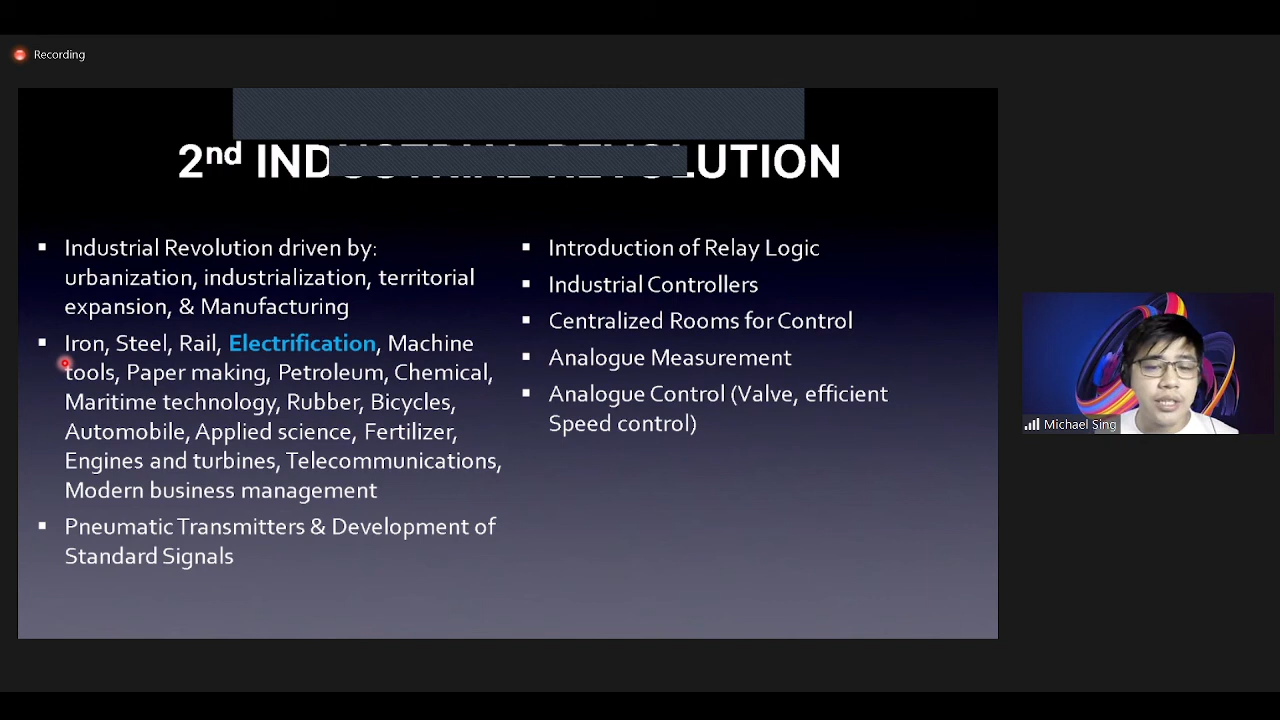 Recording
2nd INDUSTRIAL REVOLUTION
▪ Industrial Revolution driven by:
urbanization, industrialization, territorial
expansion, & Manufacturing
▪ Iron, Steel, Rail, Electrification, Machine
tools, Paper making, Petroleum, Chemical,
Maritime technology, Rubber, Bicycles,
Automobile, Applied science, Fertilizer,
Engines and turbines, Telecommunications,
Modern business management
▪ Pneumatic Transmitters & Development of
Standard Signals
▪ Introduction of Relay Logic
▪ Industrial Controllers
▪ Centralized Rooms for Control
▪ Analogue Measurement
▪ Analogue Control (Valve, efficient
Speed control)
Michael Sing